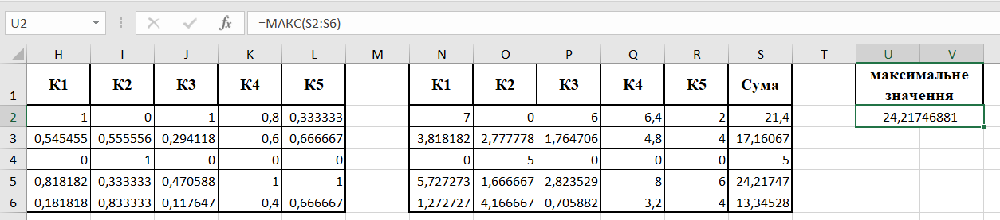 U2 fx =МАКС(S2:S6)
H I J K L M N O P Q R S T U V
1 К1 К2 К3 К4 К5 К1 К2 К3 К4 К5 Сума максимальне значення
2 1 0 1 0,8 0,333333 7 0 6 6,4 2 21,4 24,21746881
3 0,545455 0,555556 0,294118 0,6 0,666667 3,818182 2,777778 1,764706 4,8 4 17,16067
4 0 1 0 0 0 0 5 0 0 0 5
5 0,818182 0,333333 0,470588 1 1 5,727273 1,666667 2,823529 8 6 24,21747
6 0,181818 0,833333 0,117647 0,4 0,666667 1,272727 4,166667 0,705882 3,2 4 13,34528